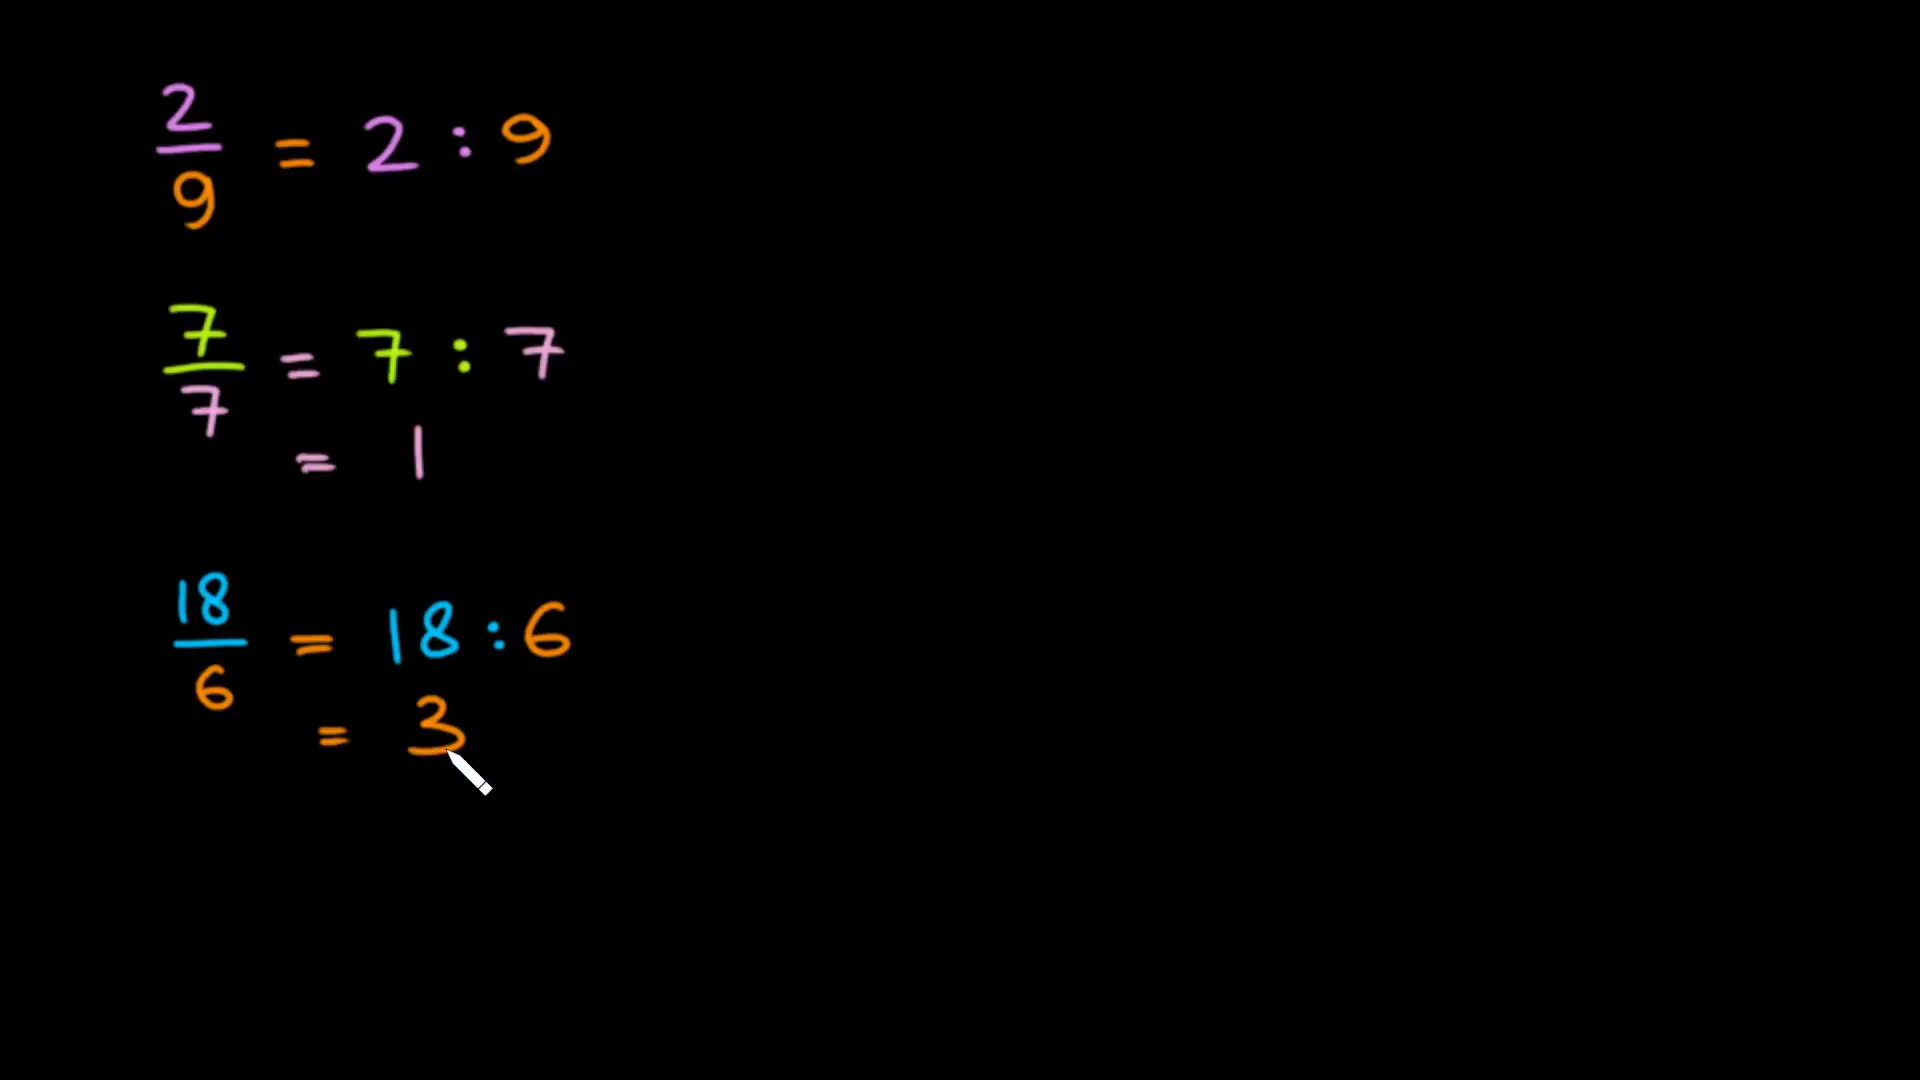 2/9 = 2 : 9
7/7 = 7 : 7
= 1
18/6 = 18 : 6
= 3